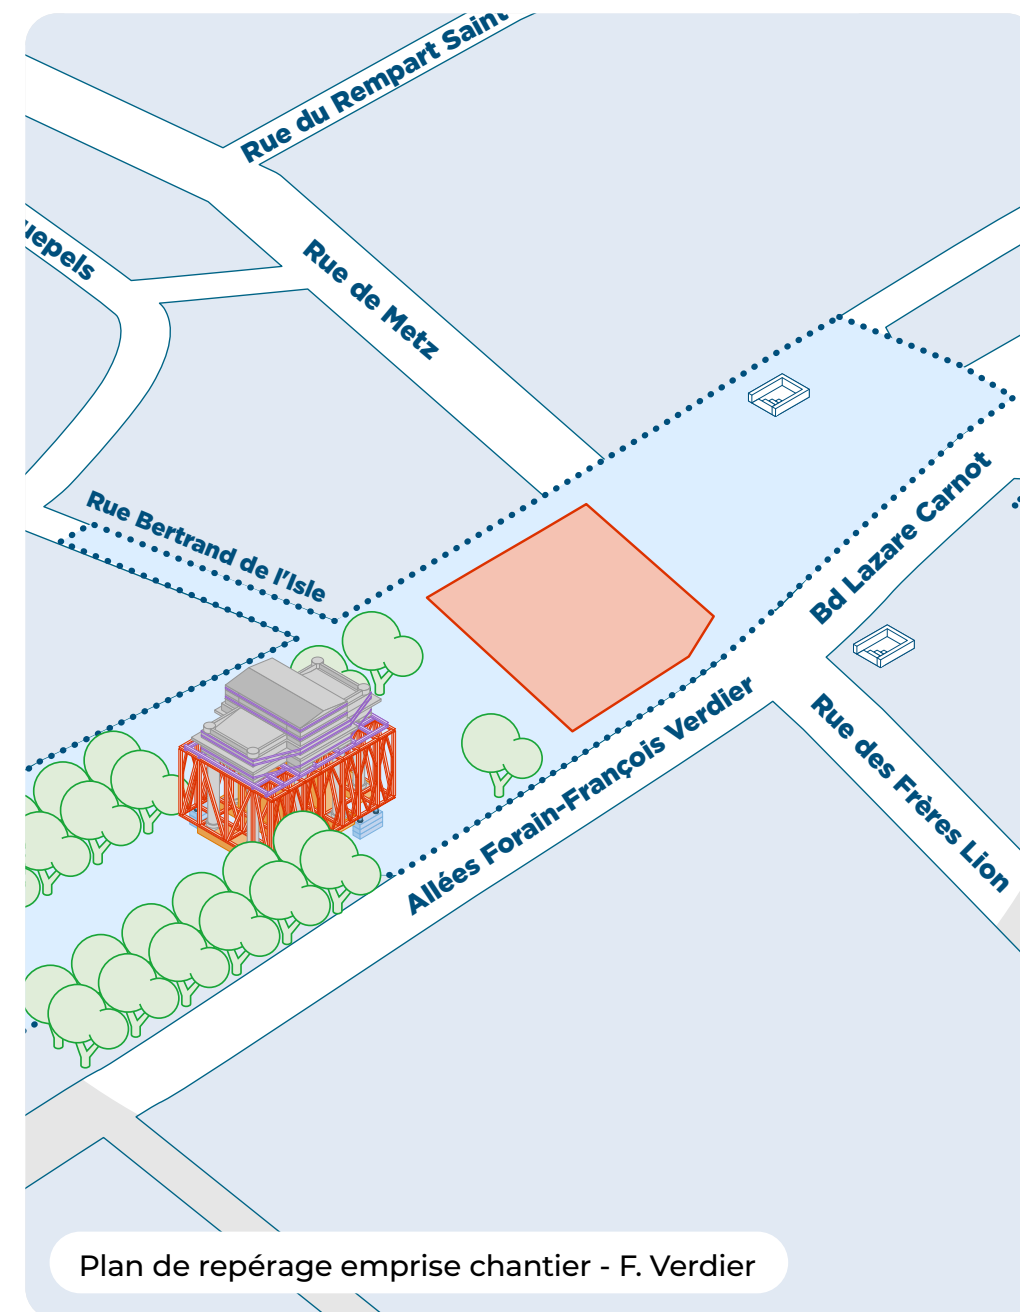 Rue du Rempart Saint
uepels
Rue de Metz
Rue Bertrand de l'Isle
Bd Lazare Carnot
Allées Forain-François Verdier
Rue des Frères Lion
Plan de repérage emprise chantier - F. Verdier